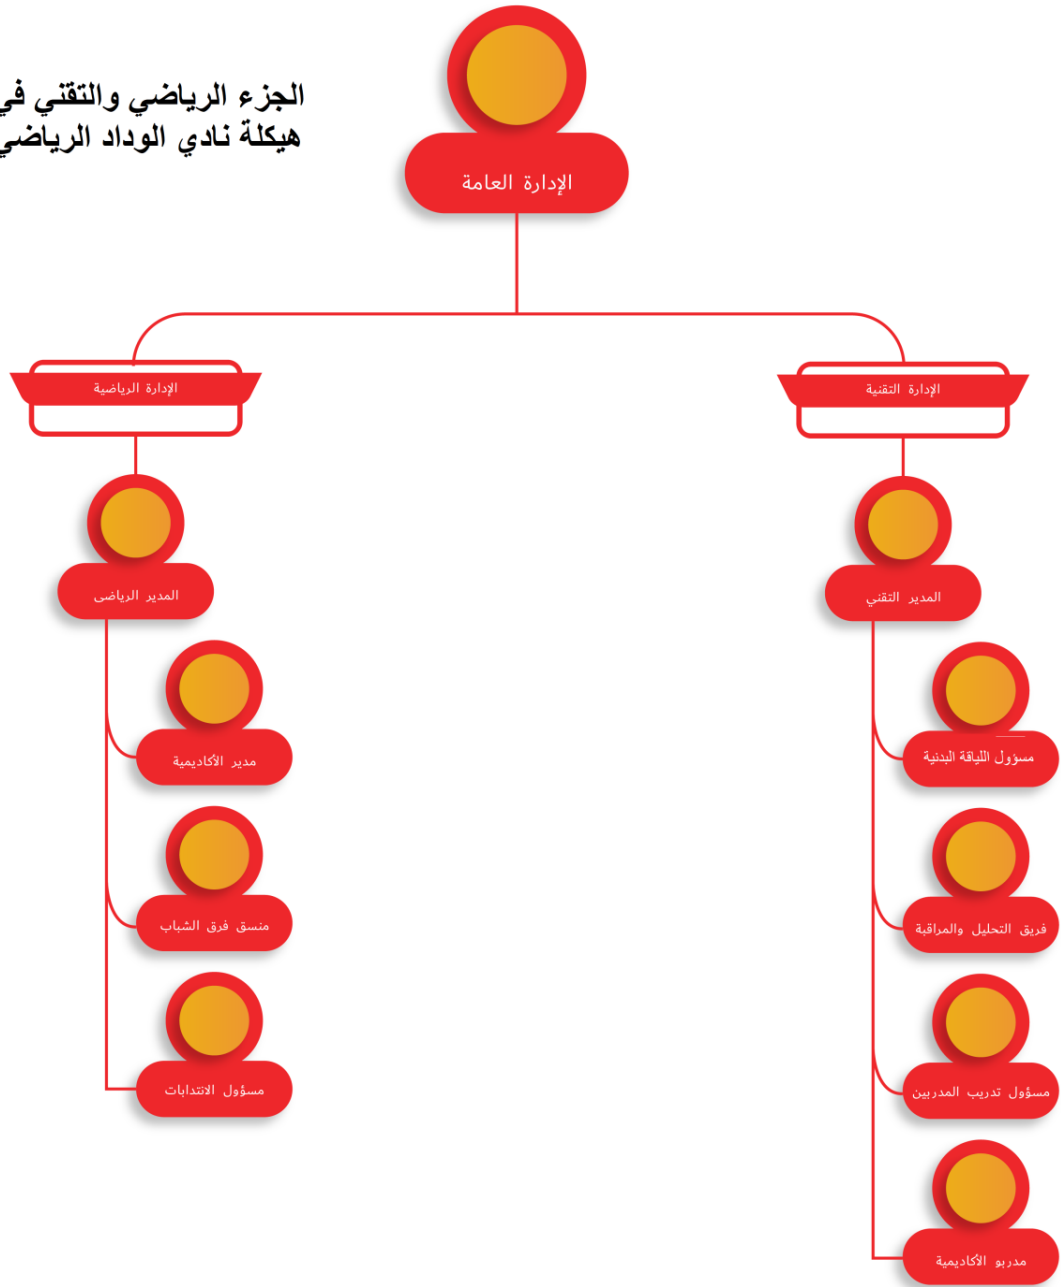 الجزء الرياضي والتقني في
هيكلة نادي الوداد الرياضي
الإدارة العامة
الإدارة التقنية
المدير التقني
مسؤول اللياقة البدنية
فريق التحليل والمراقبة
مسؤول تدريب المدربين
مدربو الأكاديمية
الإدارة الرياضية
المدير الرياضى
مدير الأكاديمية
منسق فرق الشباب
مسؤول الانتدابات